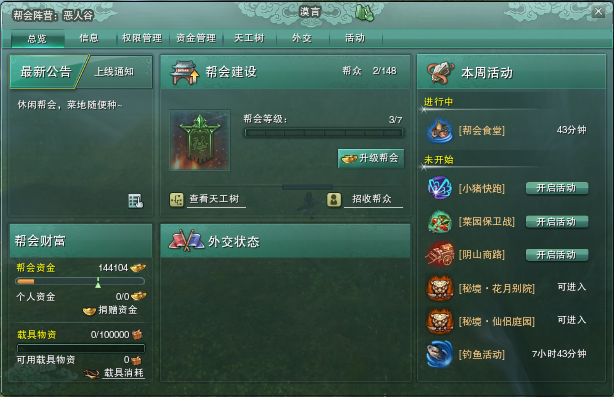 帮会阵营：恶人谷
漠言
总览 信息 权限管理 资金管理 天工树 外交 活动
最新公告 上线通知
休闲帮会，菜地随便种~
帮会建设 帮众 2/148
帮会等级： 3/7
升级帮会
查看天工树 招收帮众
帮会财富
帮会资金 144104
个人资金 0/0
捐赠资金
载具物资 0/100000
可用载具物资 0
载具消耗
外交状态
本周活动
进行中
[帮会食堂] 43分钟
未开始
[小猪快跑] 开启活动
[菜园保卫战] 开启活动
[阴山商路] 开启活动
[秘境·花月别院] 可进入
[秘境·仙侣庭园] 可进入
[钓鱼活动] 7小时43分钟